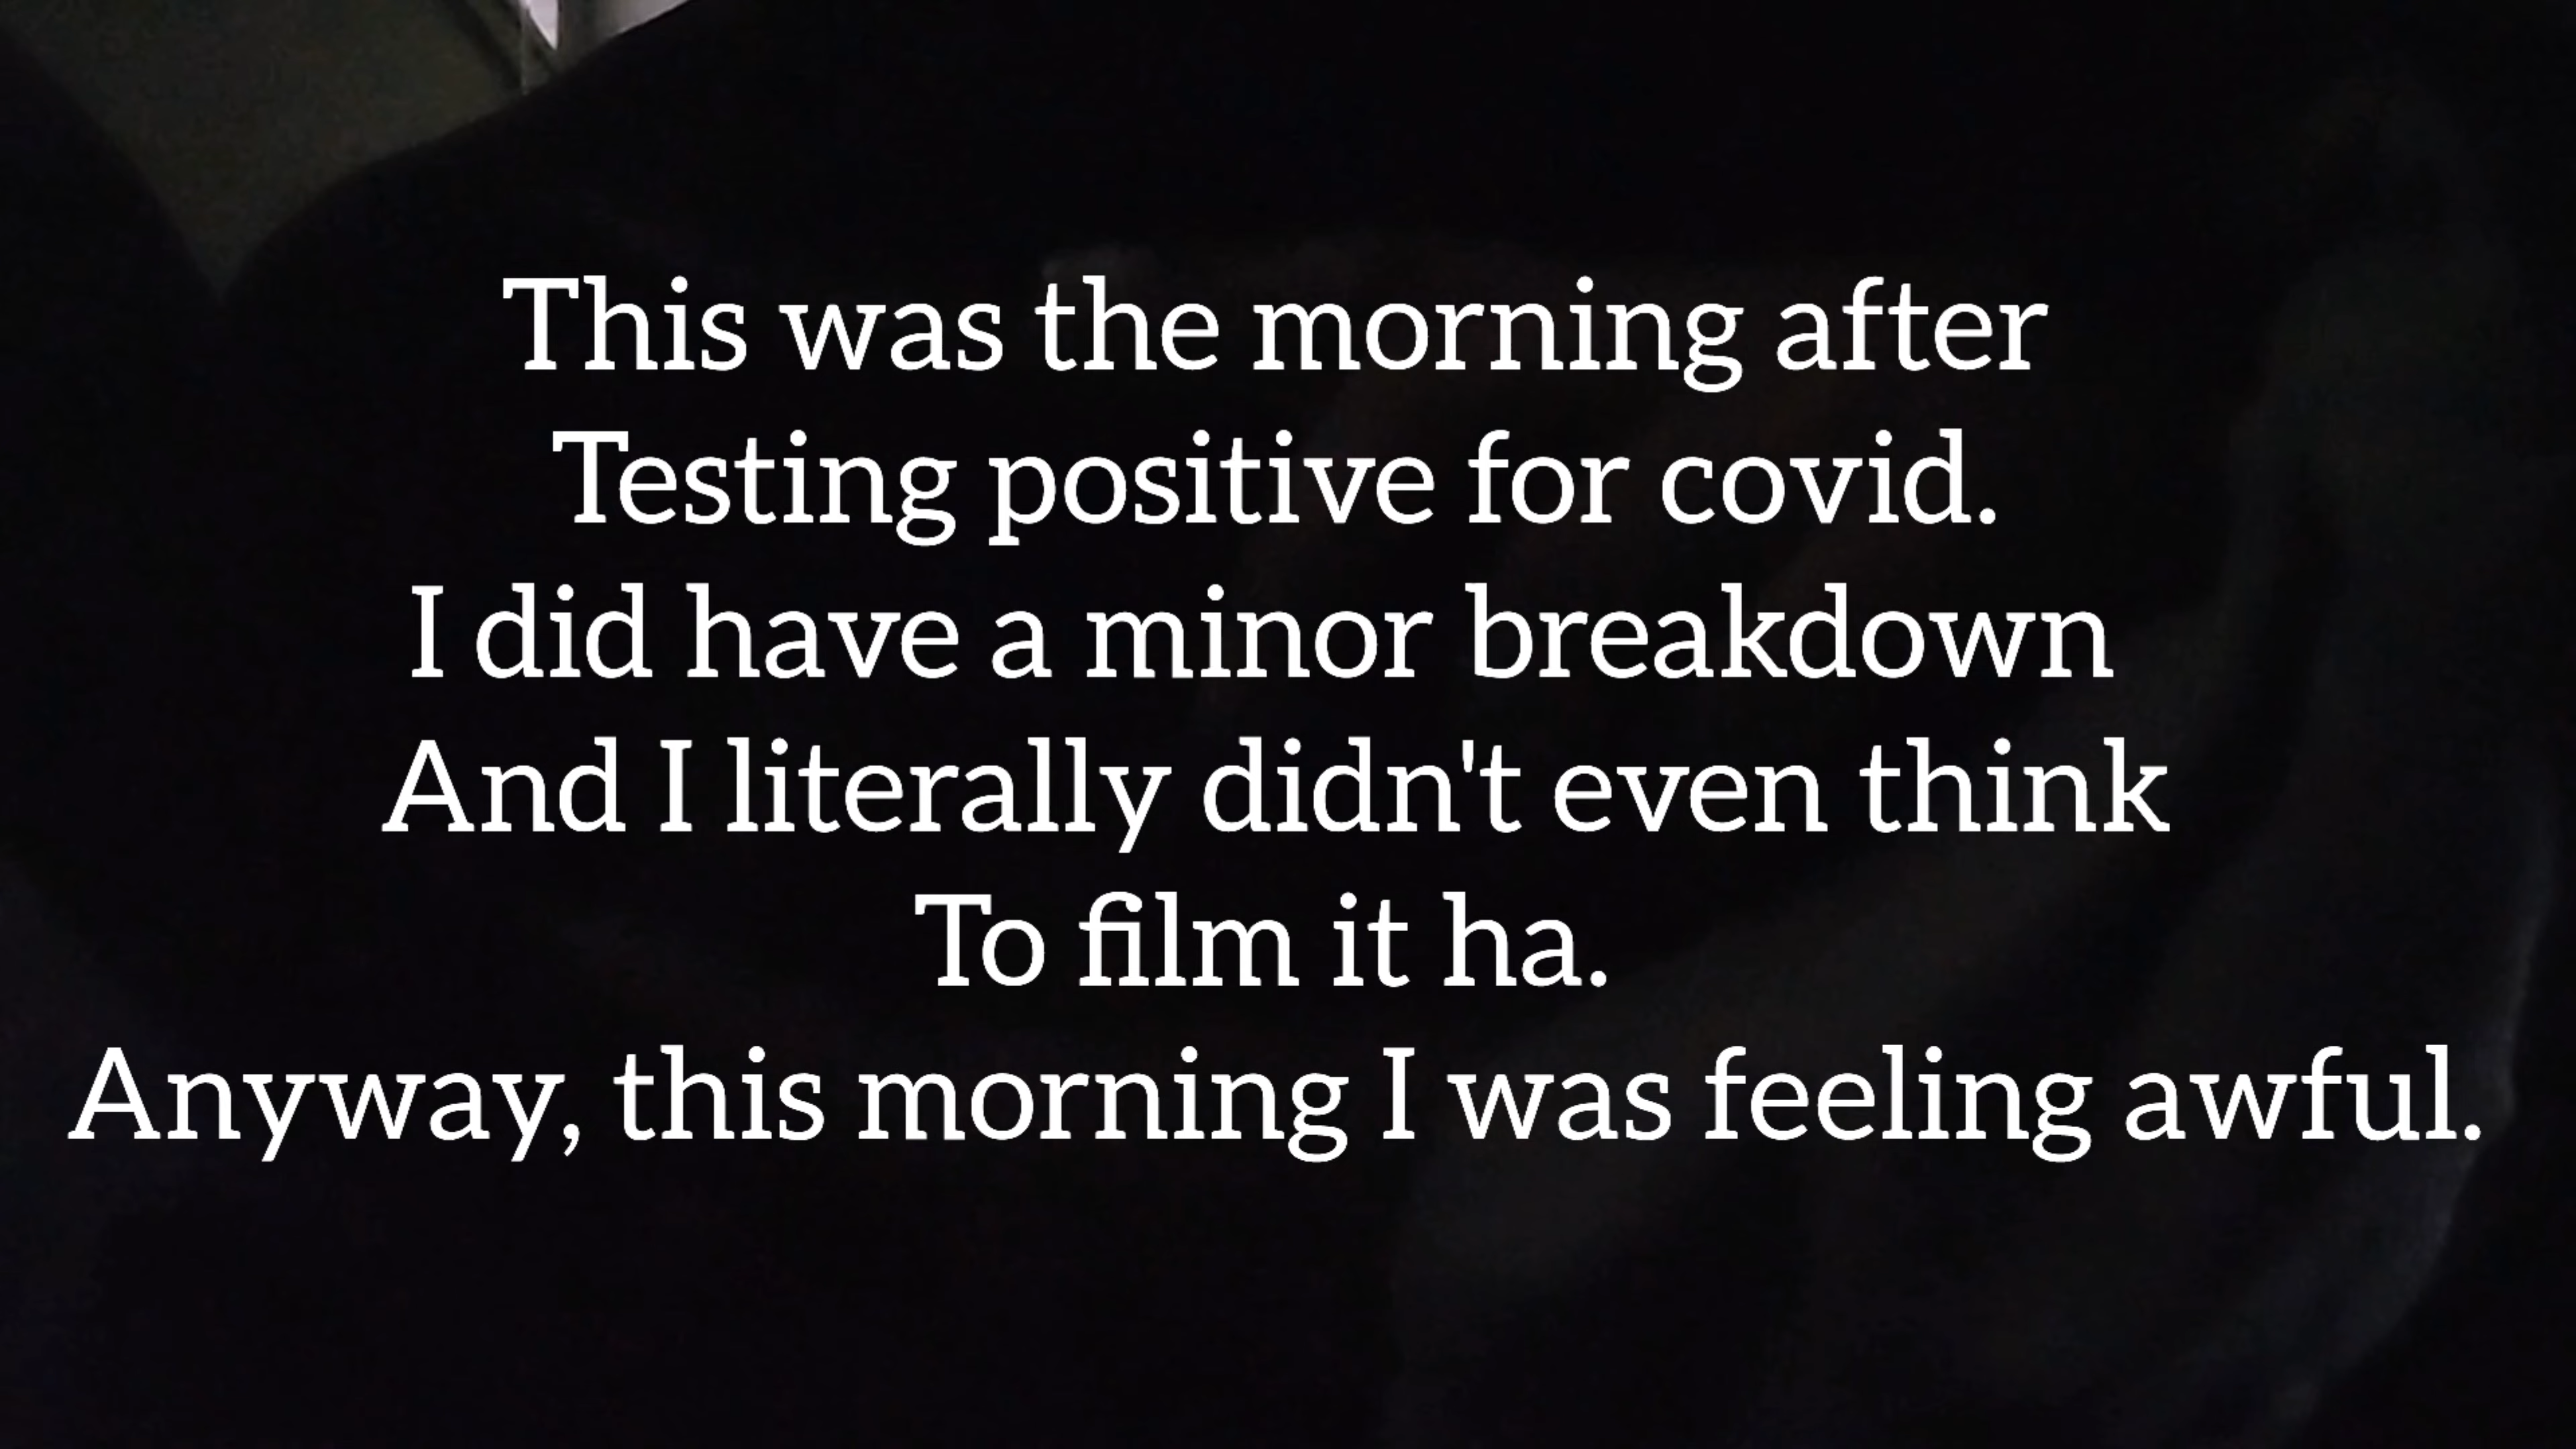 This was the morning after
Testing positive for covid.
I did have a minor breakdown
And I literally didn't even think
To film it ha.
Anyway, this morning I was feeling awful.